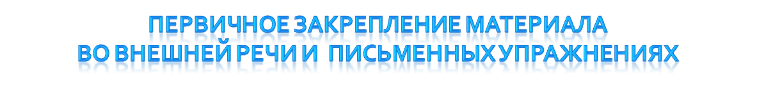 ПЕРВИЧНОЕ ЗАКРЕПЛЕНИЕ МАТЕРИАЛА
ВО ВНЕШНЕЙ РЕЧИ И ПИСЬМЕННЫХ УПРАЖНЕНИЯХ